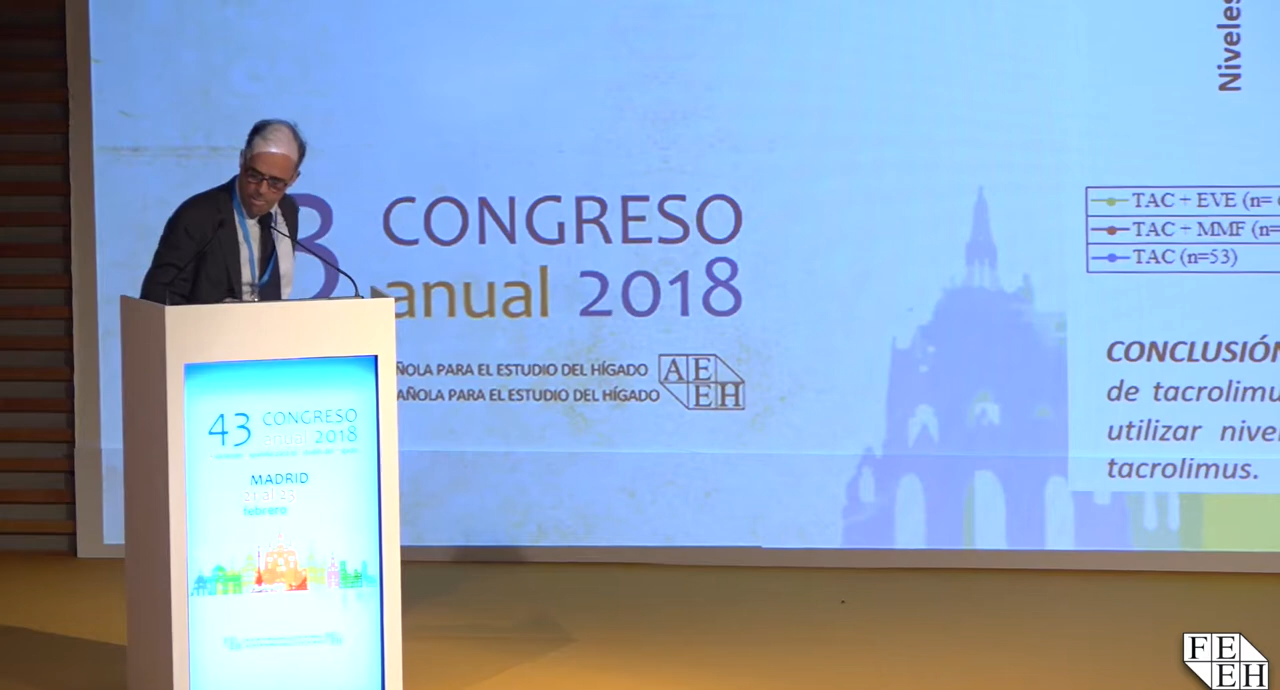 Niveles
3 CONGRESO
anual 2018
ÑOLA PARA EL ESTUDIO DEL HÍGADO
AÑOLA PARA EL ESTUDIO DEL HÍGADO
AEEH
TAC + EVE (n=
TAC + MMF (n=
TAC (n=53)
CONCLUSIÓN
de tacrolimu
utilizar nive
tacrolimus.
43 CONGRESO
anual 2018
MADRID
21 al 23
febrero
FEEH